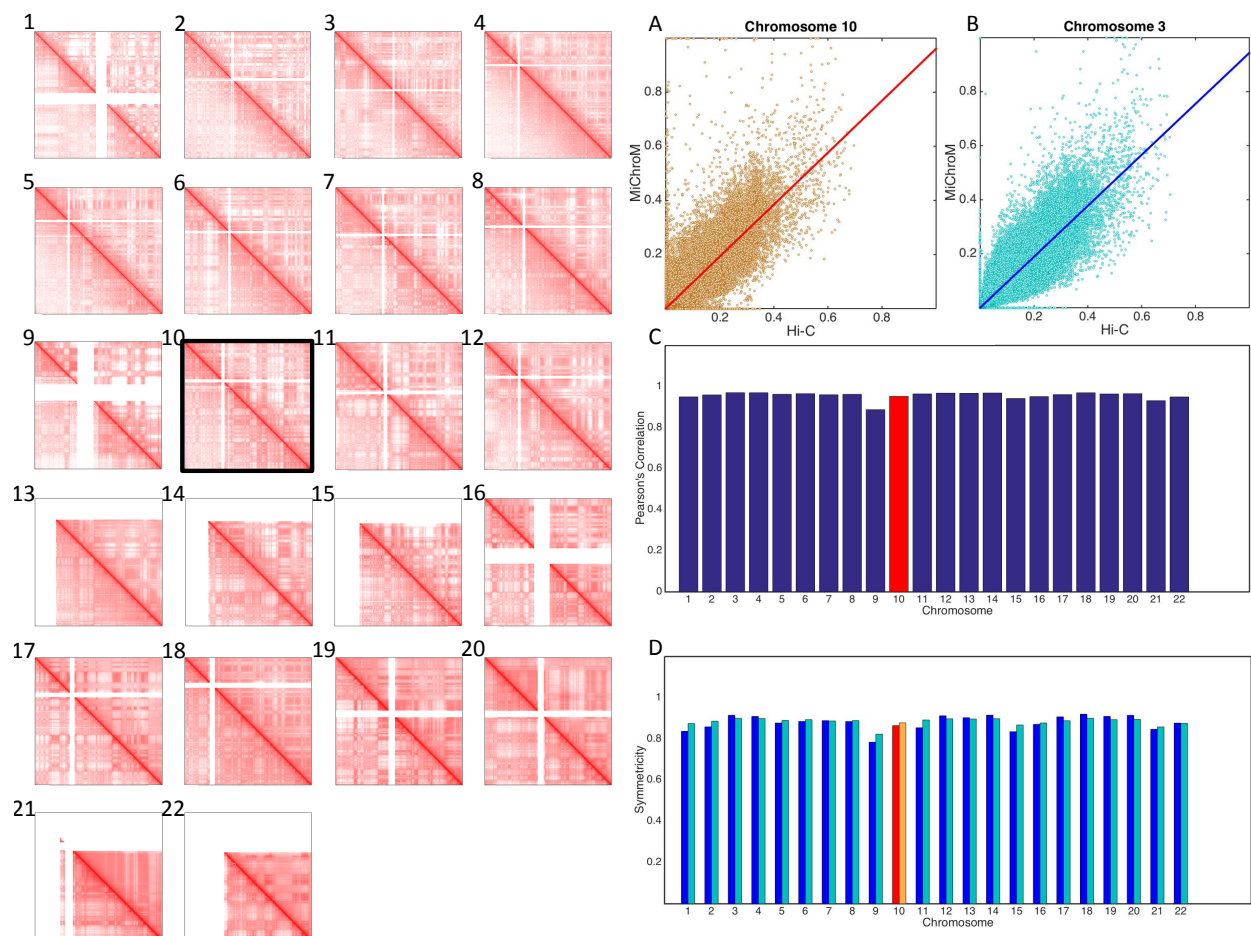 1 2 3 4
5 6 7 8
9 10 11 12
13 14 15 16
17 18 19 20
21 22
A
Chromosome 10
0.8
0.6
0.4
0.2
MiChroM
0.2 0.4 0.6 0.8
Hi-C
B
Chromosome 3
0.8
0.6
0.4
0.2
MiChroM
0.2 0.4 0.6 0.8
Hi-C
C
1
0.8
0.6
0.4
0.2
0
Pearson's Correlation
1 2 3 4 5 6 7 8 9 10 11 12 13 14 15 16 17 18 19 20 21 22
Chromosome
D
1
0.8
0.6
0.4
0.2
Symmetricity
1 2 3 4 5 6 7 8 9 10 11 12 13 14 15 16 17 18 19 20 21 22
Chromosome